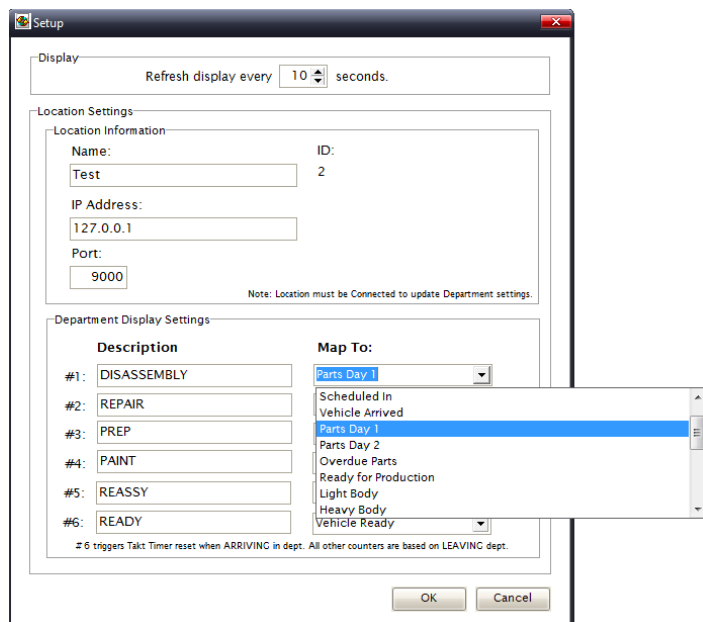 Setup
Display
Refresh display every 10 seconds.
Location Settings
Location Information
Name: ID:
Test 2
IP Address:
127.0.0.1
Port:
9000
Note: Location must be Connected to update Department settings.
Department Display Settings
Description Map To:
#1: DISASSEMBLY Parts Day 1
Scheduled In
#2: REPAIR Vehicle Arrived
#3: PREP Parts Day 1
Parts Day 2
#4: PAINT Overdue Parts
Ready for Production
#5: REASSY Light Body
Heavy Body
#6: READY Vehicle Ready
#6 triggers Takt Timer reset when ARRIVING in dept. All other counters are based on LEAVING dept.
OK Cancel